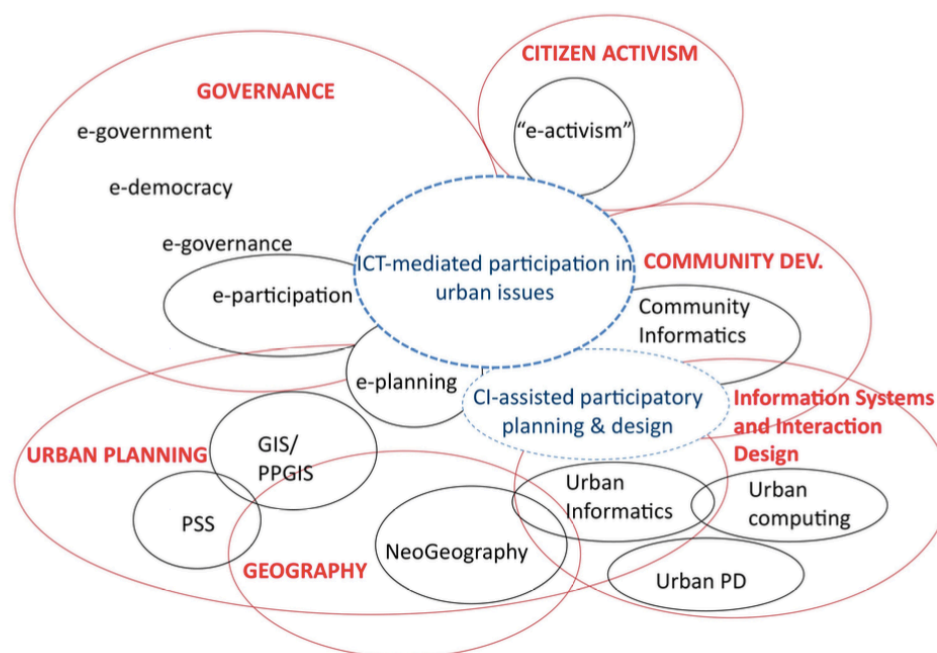 CITIZEN ACTIVISM
GOVERNANCE
e-government
“e-activism”
e-democracy
e-governance
ICT-mediated participation in
urban issues
COMMUNITY DEV.
e-participation
Community
Informatics
e-planning
CI-assisted participatory
planning & design
Information Systems
and Interaction
Design
URBAN PLANNING
GIS/
PPGIS
PSS
Urban
Informatics
Urban
computing
NeoGeography
GEOGRAPHY
Urban PD